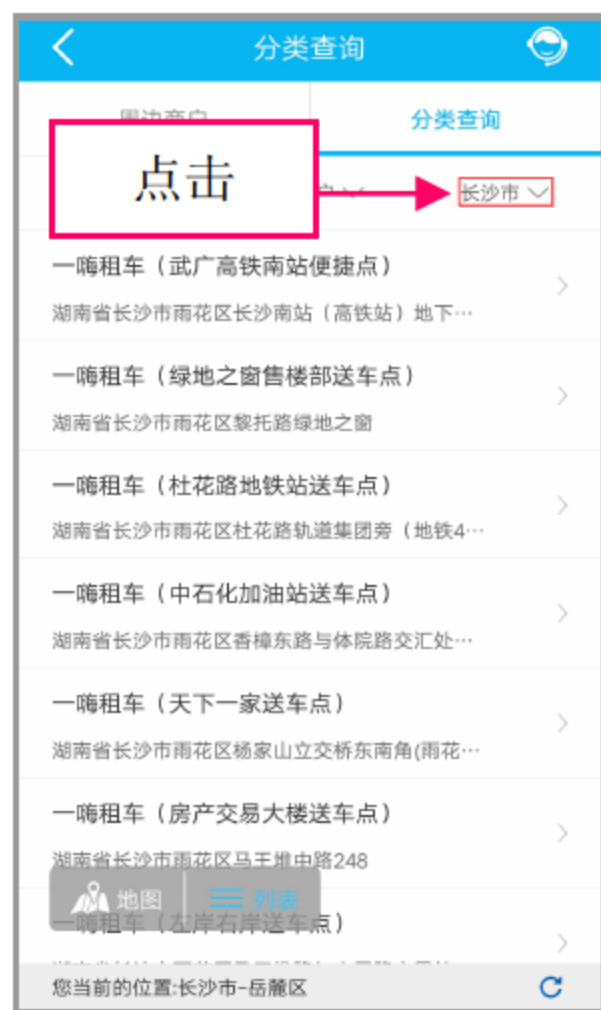 分类查询
周边商户
分类查询
点击
户
长沙市
一嗨租车（武广高铁南站便捷点）
湖南省长沙市雨花区长沙南站（高铁站）地下…
一嗨租车（绿地之窗售楼部送车点）
湖南省长沙市雨花区黎托路绿地之窗
一嗨租车（杜花路地铁站送车点）
湖南省长沙市雨花区杜花路轨道集团旁（地铁4…
一嗨租车（中石化加油站送车点）
湖南省长沙市雨花区香樟东路与体院路交汇处…
一嗨租车（天下一家送车点）
湖南省长沙市雨花区杨家山立交桥东南角(雨花…
一嗨租车（房产交易大楼送车点）
湖南省长沙市雨花区马王堆中路248
地图
列表
一嗨租车（左岸右岸送车点）
您当前的位置:长沙市-岳麓区